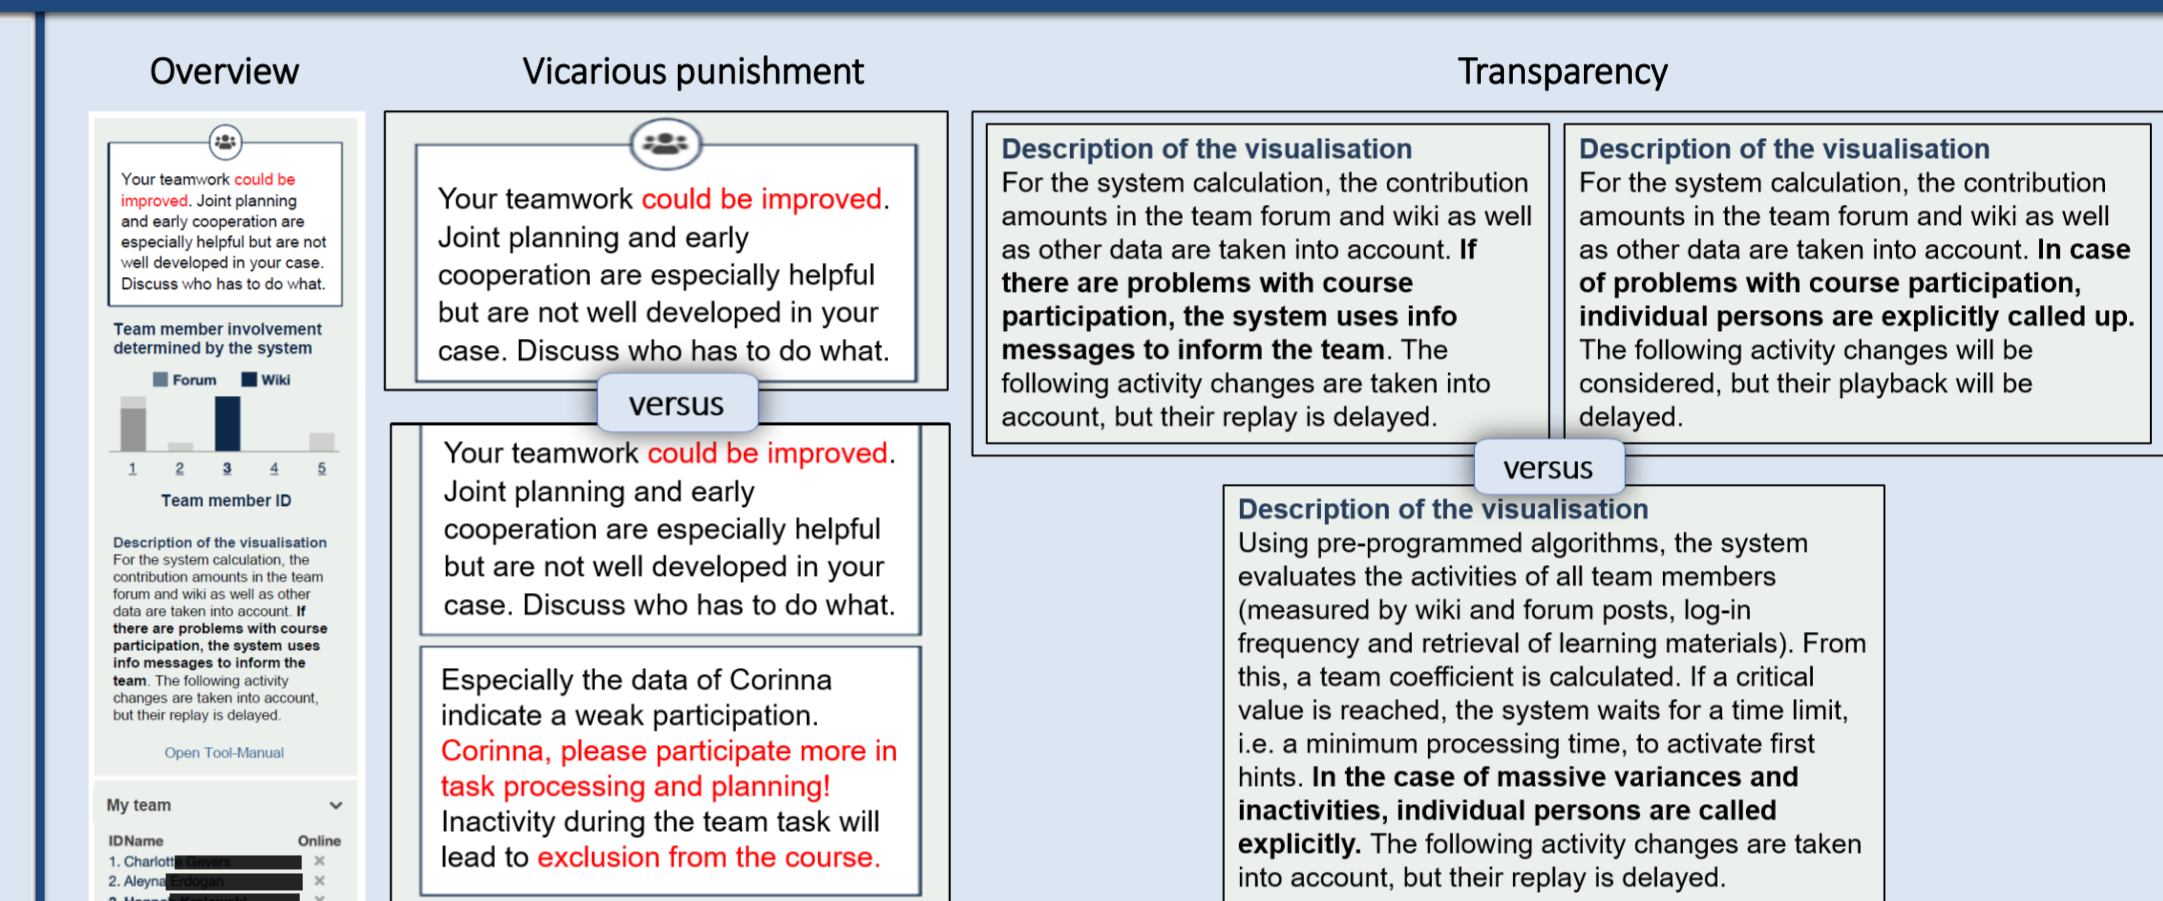 Overview
Your teamwork could be
improved. Joint planning
and early cooperation are
especially helpful but are not
well developed in your case.
Discuss who has to do what.
Team member involvement
determined by the system
Forum Wiki
1 2 3 4 5
Team member ID
Description of the visualisation
For the system calculation, the
contribution amounts in the team
forum and wiki as well as other
data are taken into account. If
there are problems with course
participation, the system uses
info messages to inform the
team. The following activity
changes are taken into account,
but their replay is delayed.
Open Tool-Manual
My team
IDName Online
1. Charlott
2. Aleyna
Vicarious punishment
Your teamwork could be improved.
Joint planning and early
cooperation are especially helpful
but are not well developed in your
case. Discuss who has to do what.
versus
Your teamwork could be improved.
Joint planning and early
cooperation are especially helpful
but are not well developed in your
case. Discuss who has to do what.
Especially the data of Corinna
indicate a weak participation.
Corinna, please participate more in
task processing and planning!
Inactivity during the team task will
lead to exclusion from the course.
Transparency
Description of the visualisation
For the system calculation, the contribution
amounts in the team forum and wiki as well
as other data are taken into account. If
there are problems with course
participation, the system uses info
messages to inform the team. The
following activity changes are taken into
account, but their replay is delayed.
Description of the visualisation
For the system calculation, the contribution
amounts in the team forum and wiki as well
as other data are taken into account. In case
of problems with course participation,
individual persons are explicitly called up.
The following activity changes will be
considered, but their playback will be
delayed.
versus
Description of the visualisation
Using pre-programmed algorithms, the system
evaluates the activities of all team members
(measured by wiki and forum posts, log-in
frequency and retrieval of learning materials). From
this, a team coefficient is calculated. If a critical
value is reached, the system waits for a time limit,
i.e. a minimum processing time, to activate first
hints. In the case of massive variances and
inactivities, individual persons are called
explicitly. The following activity changes are taken
into account, but their replay is delayed.